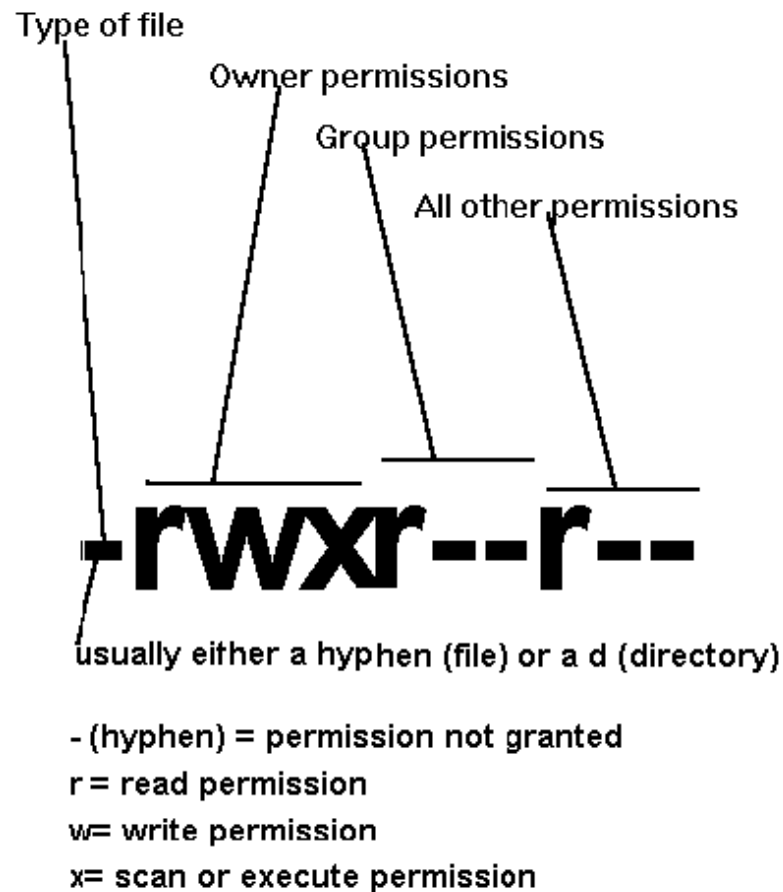 Type of file
Owner permissions
Group permissions
All other permissions
-rwxr--r--
usually either a hyphen (file) or a d (directory)
- (hyphen) = permission not granted
r = read permission
w= write permission
x= scan or execute permission